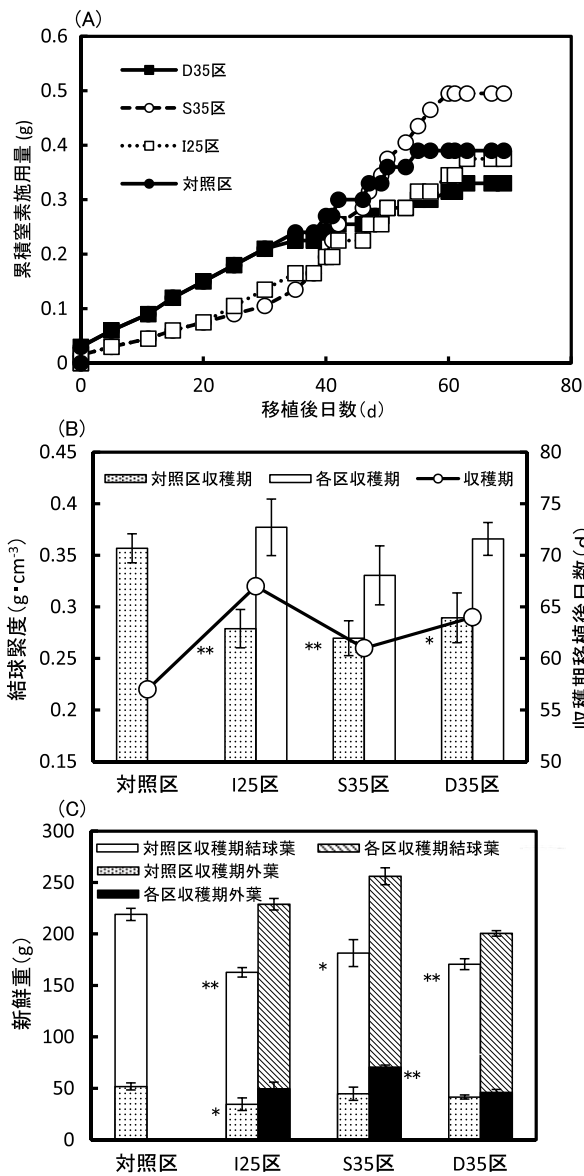 (A)
0.6
0.5
0.4
0.3
0.2
0.1
0
累積窒素施用量 (g)
D35区
S35区
I25区
対照区
0 20 40 60 80
移植後日数(d)
(B)
0.45
0.4
0.35
0.3
0.25
0.2
0.15
結球緊度(g・cm-3)
対照区収穫期 各区収穫期 収穫期
80
75
70
65
60
55
50
収穫期移植後日数(d)
** ** *
対照区 I25区 S35区 D35区
(C)
300
250
200
150
100
50
0
新鮮重(g)
対照区収穫期結球葉 各区収穫期結球葉
対照区収穫期外葉
各区収穫期外葉
** * **
* **
対照区 I25区 S35区 D35区